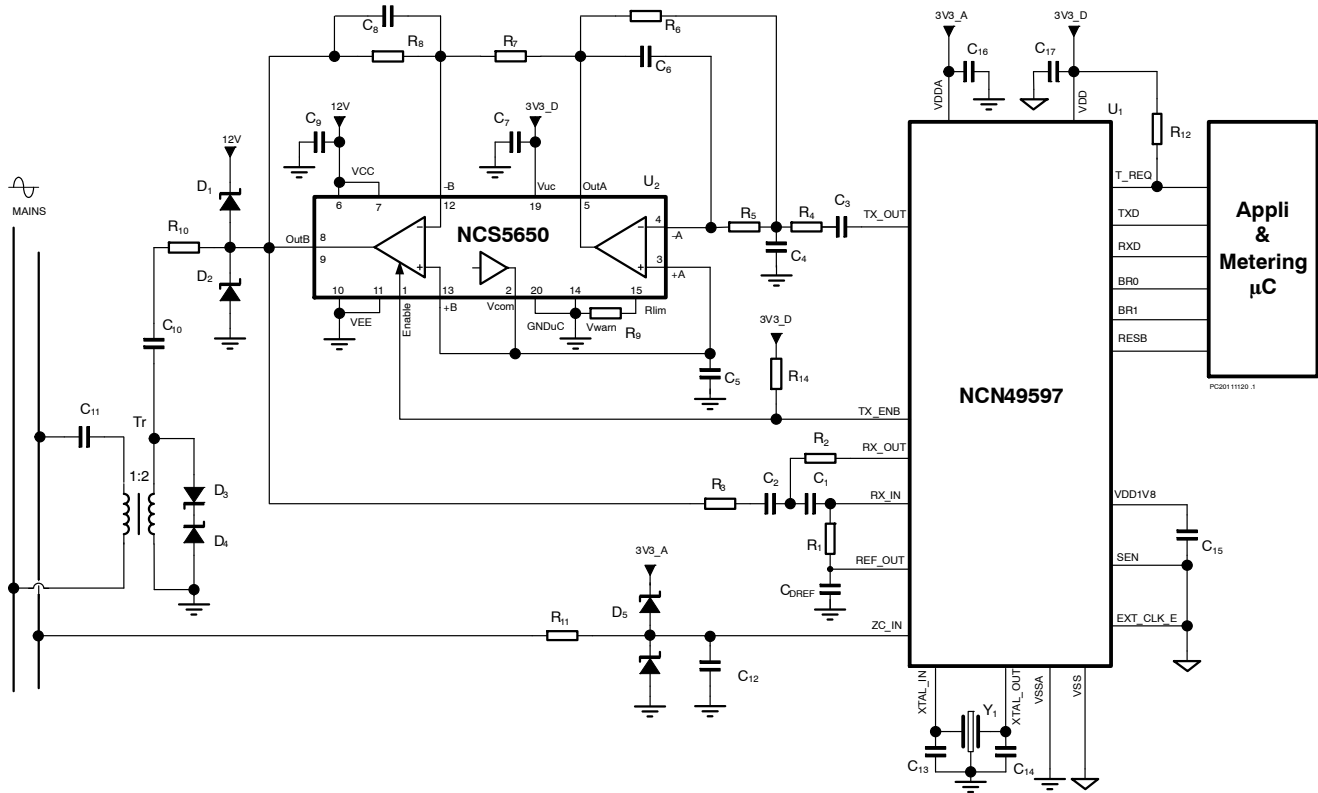 C8
R8
R7
R6
C6
3V3_A
3V3_D
C16
C17
VDDA
VDD
U1
R12
12V
3V3_D
C9
C7
12V
VCC
-B
Vuc
OutA
U2
6
7
12
19
5
D1
MAINS
R10
OutB
8
9
NCS5650
4
-A
3
+A
R5
R4
C3
TX_OUT
C4
T_REQ
TXD
RXD
BR0
BR1
RESB
Appli
&
Metering
µC
PC20111120 .1
D2
10
11
1
13
2
20
14
15
VEE
Enable
+B
Vcom
GNDuC
Vwarn
R9
Rlim
C10
3V3_D
R14
C5
NCN49597
TX_ENB
C11
Tr
1:2
D3
D4
RX_OUT
R2
R3
C2
C1
RX_IN
R1
REF_OUT
CDREF
VDD1V8
C15
SEN
EXT_CLK_E
3V3_A
D5
R11
ZC_IN
C12
XTAL_IN
XTAL_OUT
VSSA
VSS
Y1
C13
C14